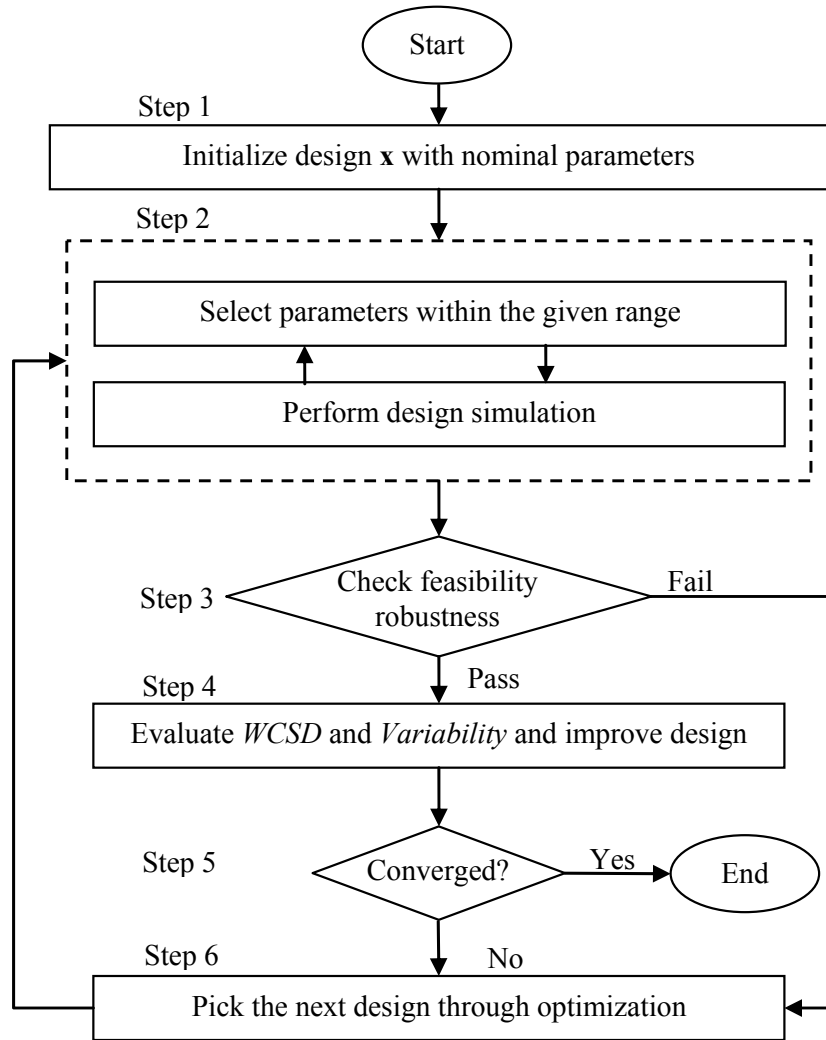 Start
Step 1
Initialize design x with nominal parameters
Step 2
Select parameters within the given range
Perform design simulation
Step 3
Check feasibility
robustness
Fail
Pass
Step 4
Evaluate WCSD and Variability and improve design
Step 5
Converged?
Yes
End
No
Step 6
Pick the next design through optimization